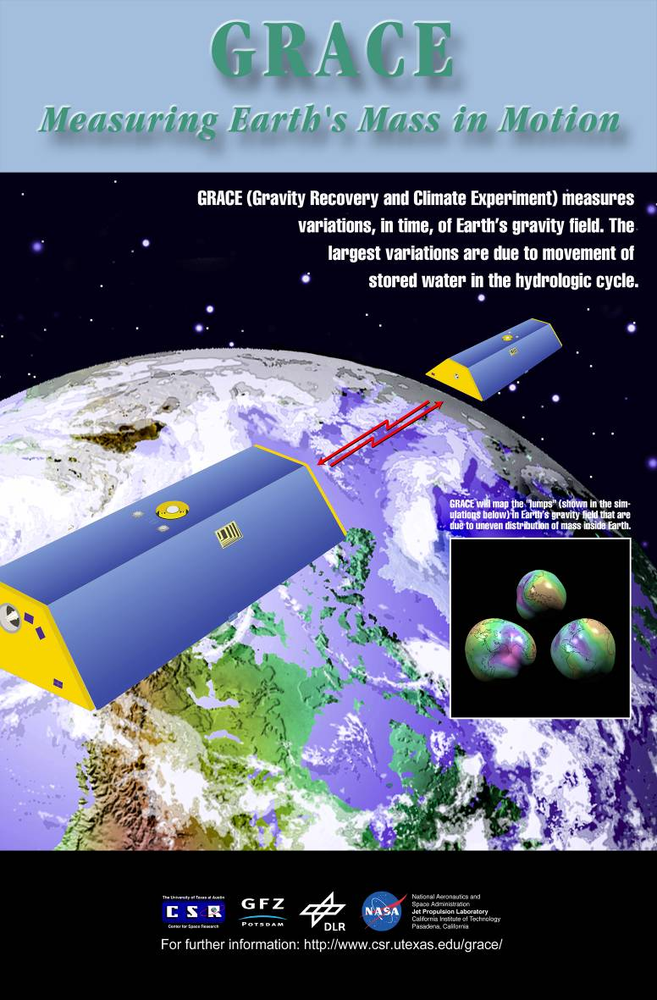 GRACE
Measuring Earth's Mass in Motion
GRACE (Gravity Recovery and Climate Experiment) measures
variations, in time, of Earth's gravity field. The
largest variations are due to movement of
stored water in the hydrologic cycle.
GRACE will map the "lumps" (shown in the sim-
ulations below) in Earth's gravity field that are
due to uneven distribution of mass inside Earth.
The University of Texas at Austin
CSR
Center for Space Research
GFZ
POTSDAM
DLR
NASA
National Aeronautics and
Space Administration
Jet Propulsion Laboratory
California Institute of Technology
Pasadena, California
For further information: http://www.csr.utexas.edu/grace/